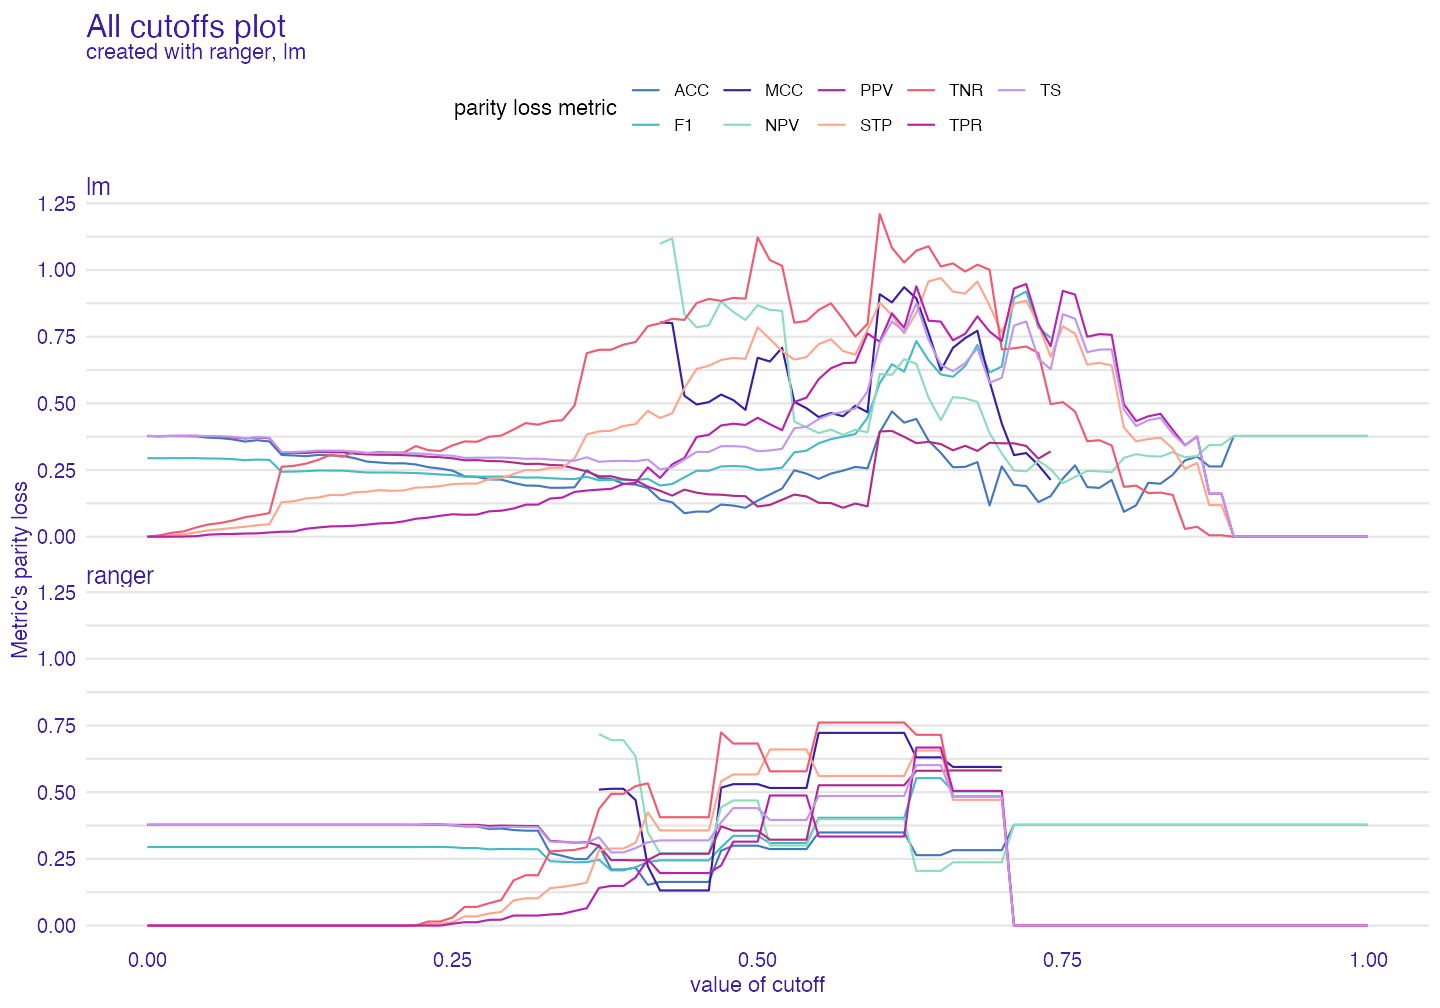 All cutoffs plot
created with ranger, lm
parity loss metric
ACC MCC PPV TNR TS
F1 NPV STP TPR
lm
1.25
1.00
0.75
0.50
0.25
0.00
Metric's parity loss
ranger
1.25
1.00
0.75
0.50
0.25
0.00
0.00 0.25 0.50 0.75 1.00
value of cutoff